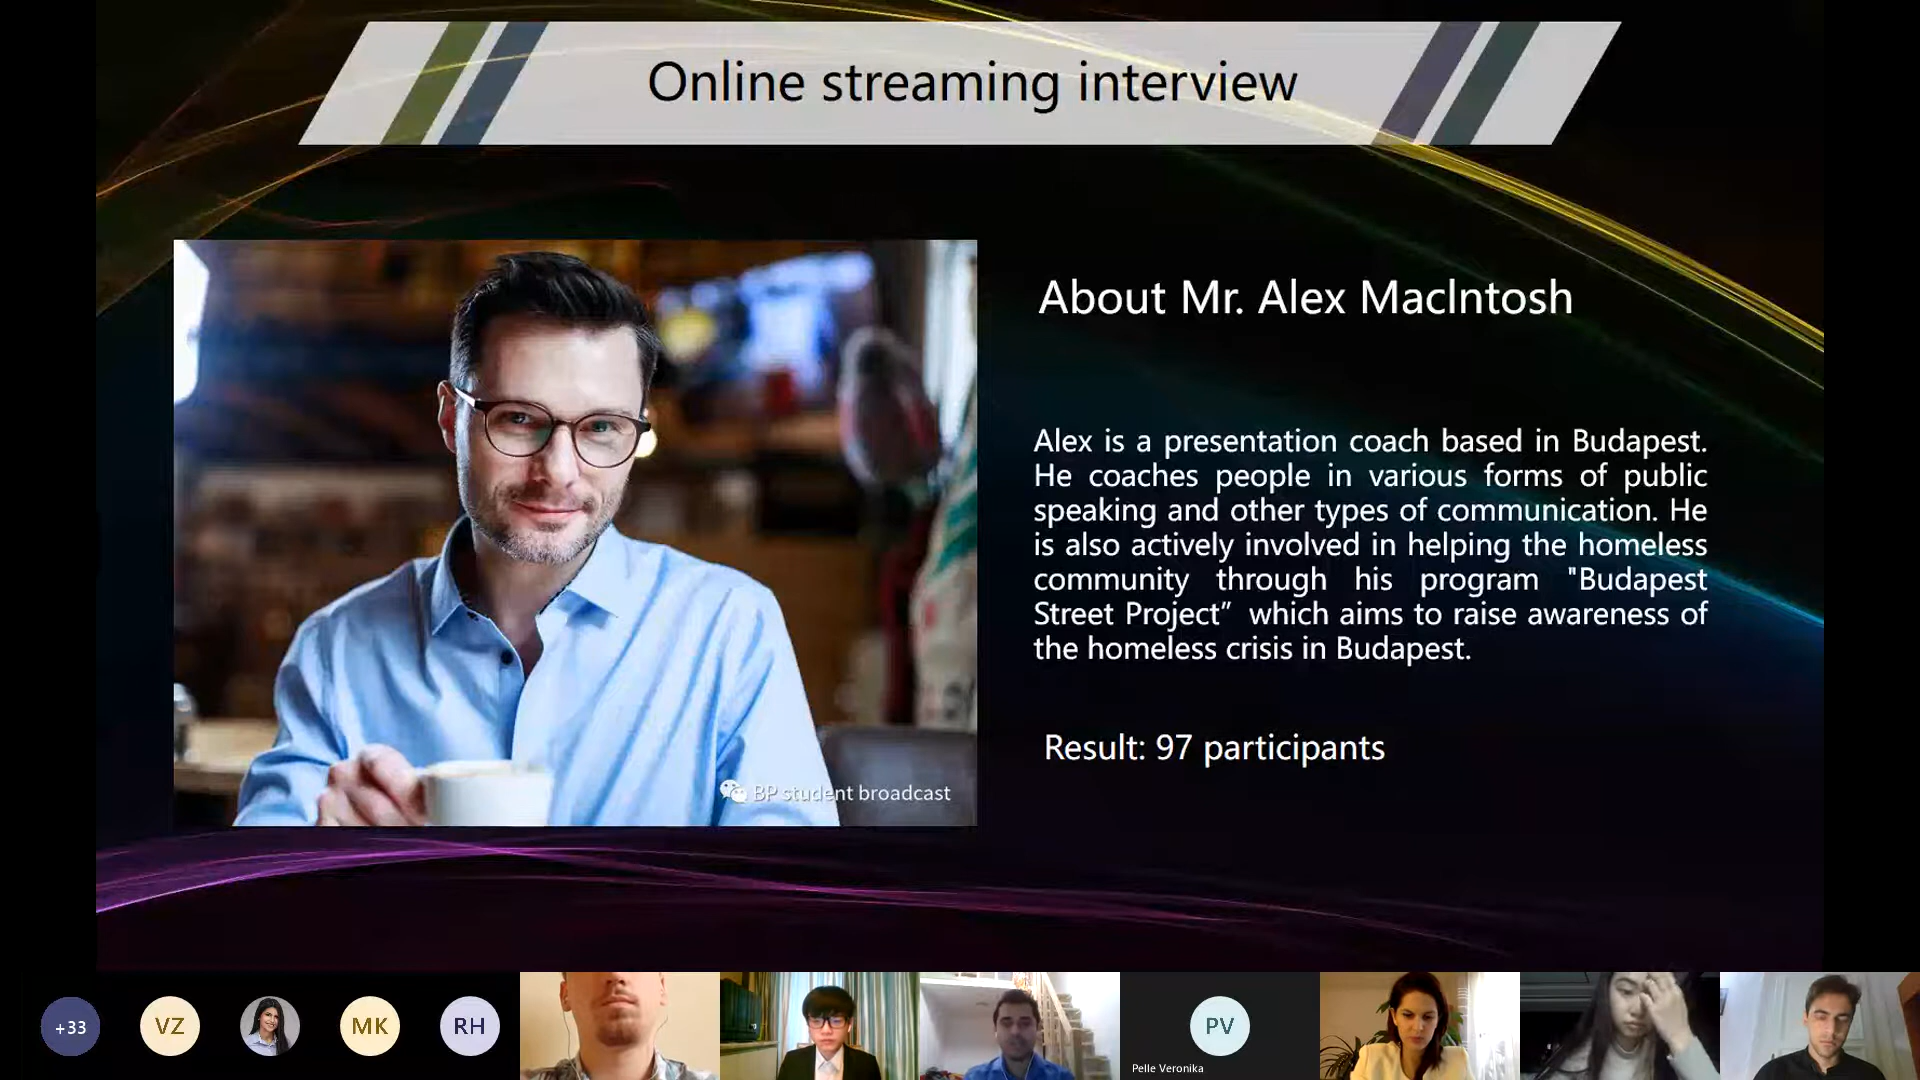 Online streaming interview
About Mr. Alex MacIntosh
Alex is a presentation coach based in Budapest.
He coaches people in various forms of public
speaking and other types of communication. He
is also actively involved in helping the homeless
community through his program "Budapest
Street Project” which aims to raise awareness of
the homeless crisis in Budapest.
Result: 97 participants
BP student broadcast
+33
VZ
MK
RH
PV
Pelle Veronika